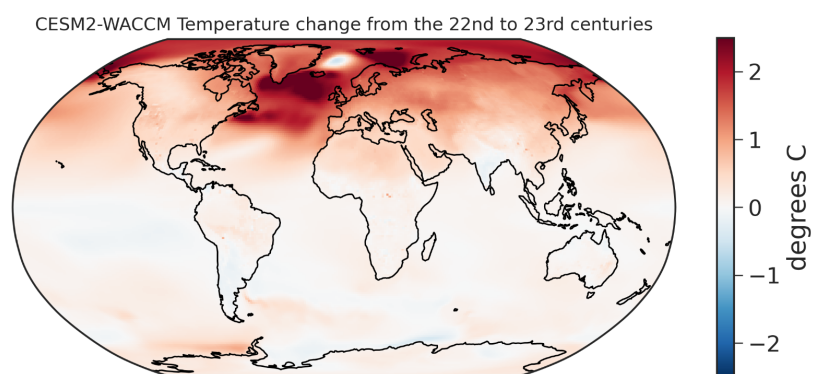 CESM2-WACCM Temperature change from the 22nd to 23rd centuries
2
1
0
−1
−2
degrees C